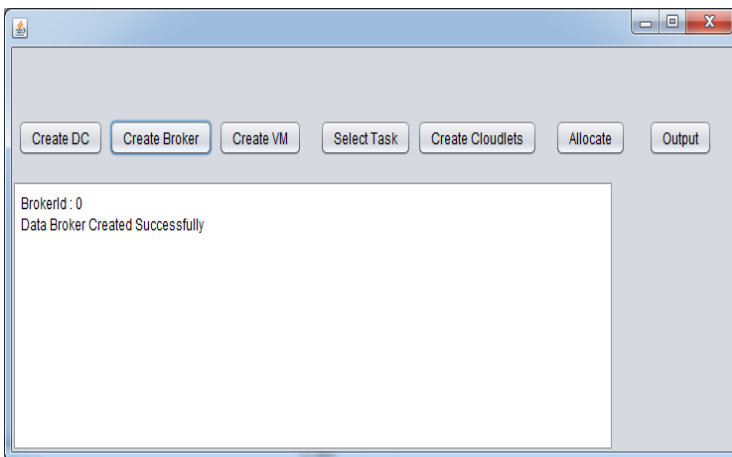 Create DC Create Broker Create VM Select Task Create Cloudlets Allocate Output
BrokerId : 0
Data Broker Created Successfully